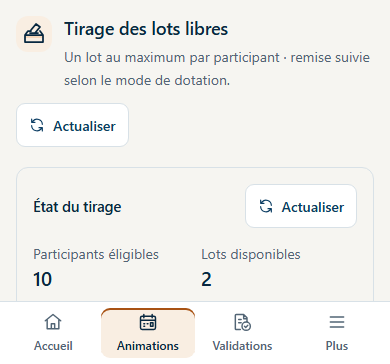 Tirage des lots libres
Un lot au maximum par participant · remise suivie
selon le mode de dotation.
Actualiser
État du tirage
Actualiser
Participants éligibles
Lots disponibles
10
2
Accueil
Animations
Validations
Plus